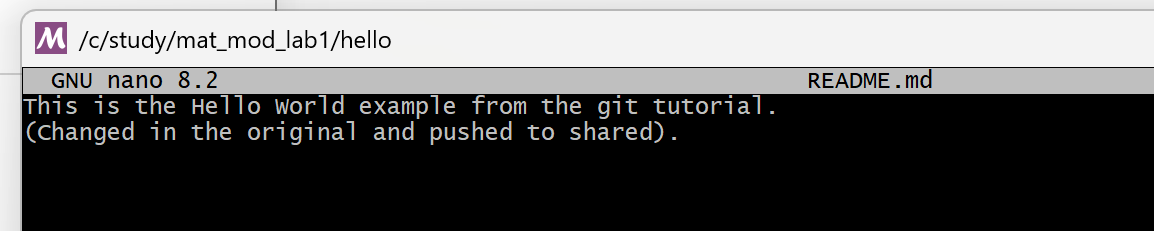 /c/study/mat_mod_lab1/hello
GNU nano 8.2 README.md
This is the Hello World example from the git tutorial.
(Changed in the original and pushed to shared).